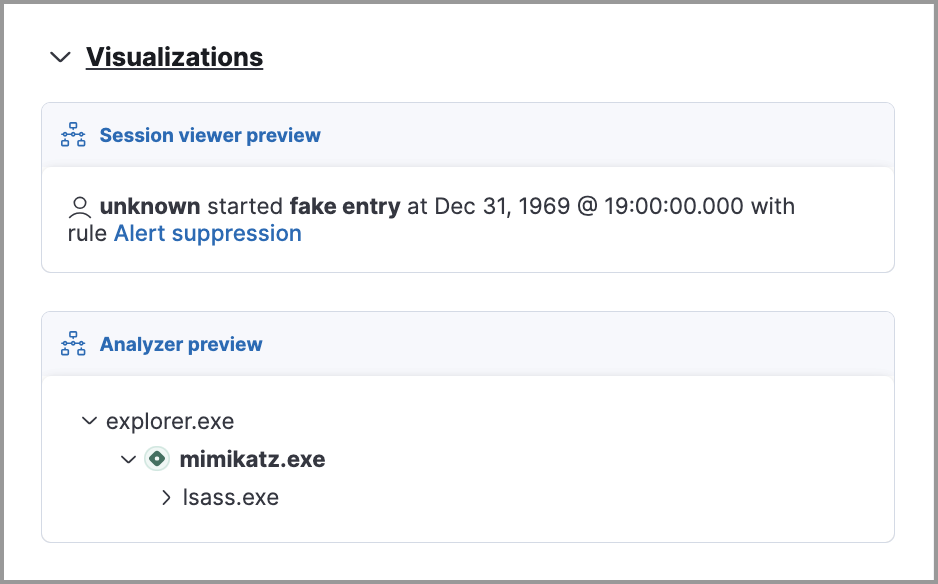 Visualizations
Session viewer preview
unknown started fake entry at Dec 31, 1969 @ 19:00:00.000 with
rule Alert suppression
Analyzer preview
explorer.exe
mimikatz.exe
lsass.exe